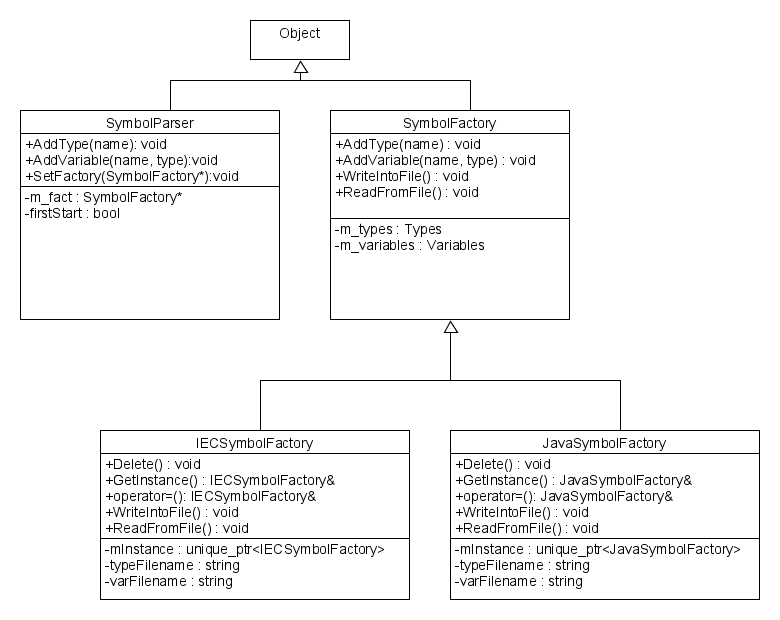 Object
SymbolParser
+AddType(name): void
+AddVariable(name, type):void
+SetFactory(SymbolFactory*):void
-m_fact : SymbolFactory*
-firstStart : bool
SymbolFactory
+AddType(name) : void
+AddVariable(name, type) : void
+WriteIntoFile() : void
+ReadFromFile() : void
-m_types : Types
-m_variables : Variables
IECSymbolFactory
+Delete() : void
+GetInstance() : IECSymbolFactory&
+operator=(): IECSymbolFactory&
+WriteIntoFile() : void
+ReadFromFile() : void
-mInstance : unique_ptr<IECSymbolFactory>
-typeFilename : string
-varFilename : string
JavaSymbolFactory
+Delete() : void
+GetInstance() : JavaSymbolFactory&
+operator=(): JavaSymbolFactory&
+WriteIntoFile() : void
+ReadFromFile() : void
-mInstance : unique_ptr<JavaSymbolFactory>
-typeFilename : string
-varFilename : string